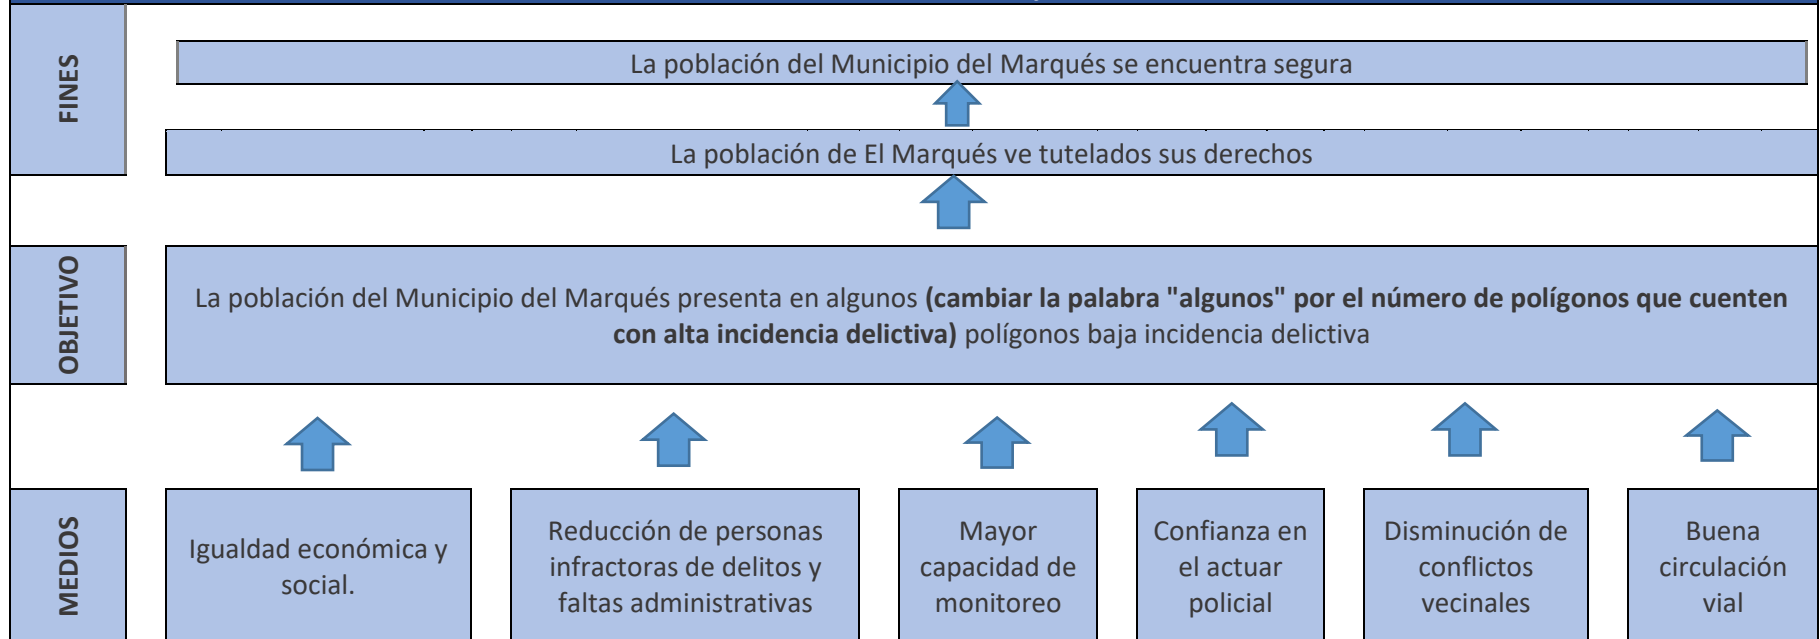 FINES
La población del Municipio del Marqués se encuentra segura
La población de El Marqués ve tutelados sus derechos
OBJETIVO
La población del Municipio del Marqués presenta en algunos (cambiar la palabra "algunos" por el número de polígonos que cuenten
con alta incidencia delictiva) polígonos baja incidencia delictiva
MEDIOS
Igualdad económica y
social.
Reducción de personas
infractoras de delitos y
faltas administrativas
Mayor
capacidad de
monitoreo
Confianza en
el actuar
policial
Disminución de
conflictos
vecinales
Buena
circulación
vial